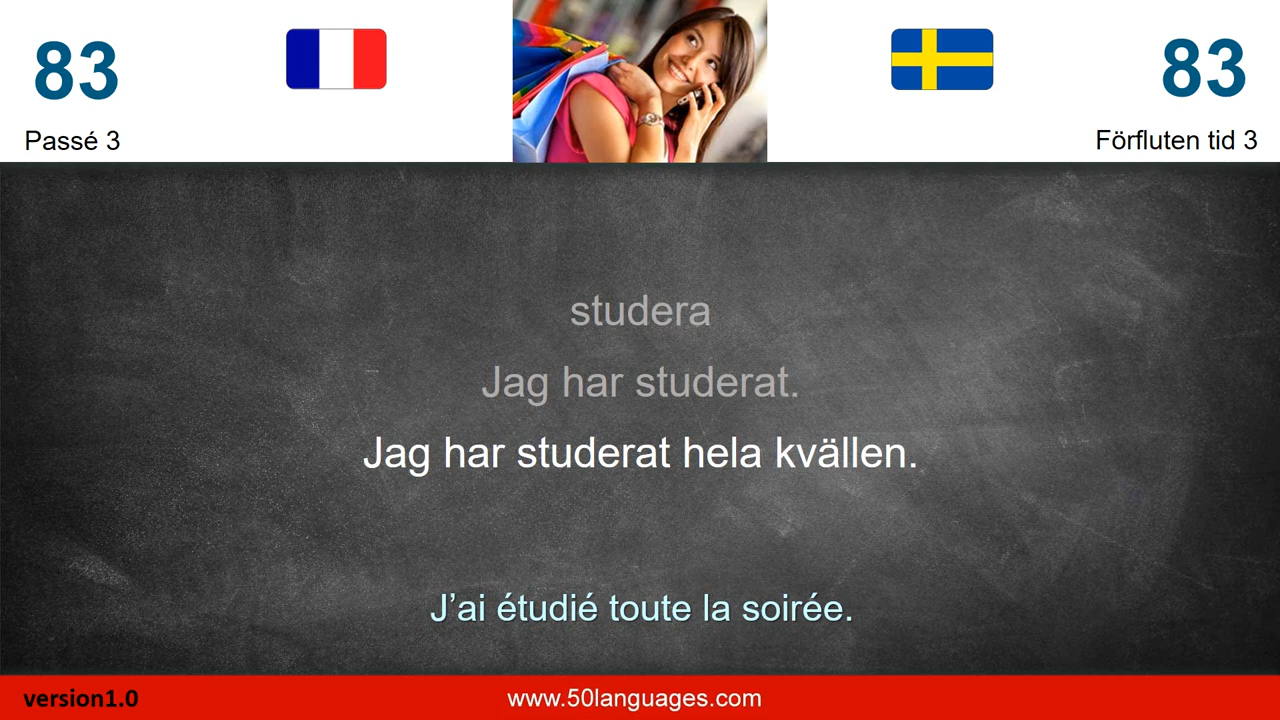 83
83
Passé 3
Förfluten tid 3
studera
Jag har studerat.
Jag har studerat hela kvällen.
J’ai étudié toute la soirée.
version1.0
www.50languages.com